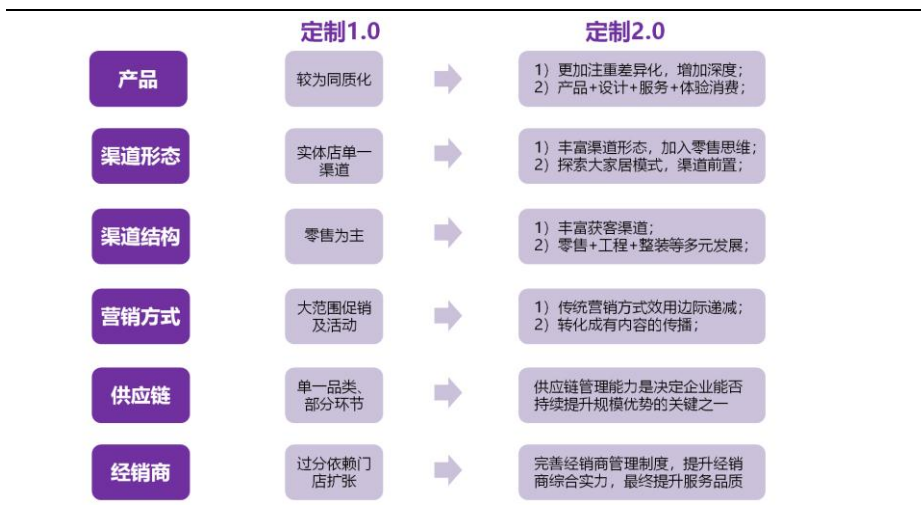 定制1.0
定制2.0
产品
较为同质化
1) 更加注重差异化，增加深度；
2) 产品+设计+服务+体验消费；
渠道形态
实体店单一
渠道
1) 丰富渠道形态，加入零售思维；
2) 探索大家居模式，渠道前置；
渠道结构
零售为主
1) 丰富获客渠道；
2) 零售+工程+整装等多元发展；
营销方式
大范围促销
及活动
1) 传统营销方式效用边际递减；
2) 转化成有内容的传播；
供应链
单一品类、
部分环节
供应链管理能力是决定企业能否
持续提升规模优势的关键之一
经销商
过分依赖门
店扩张
完善经销商管理制度，提升经销
商综合实力，最终提升服务品质